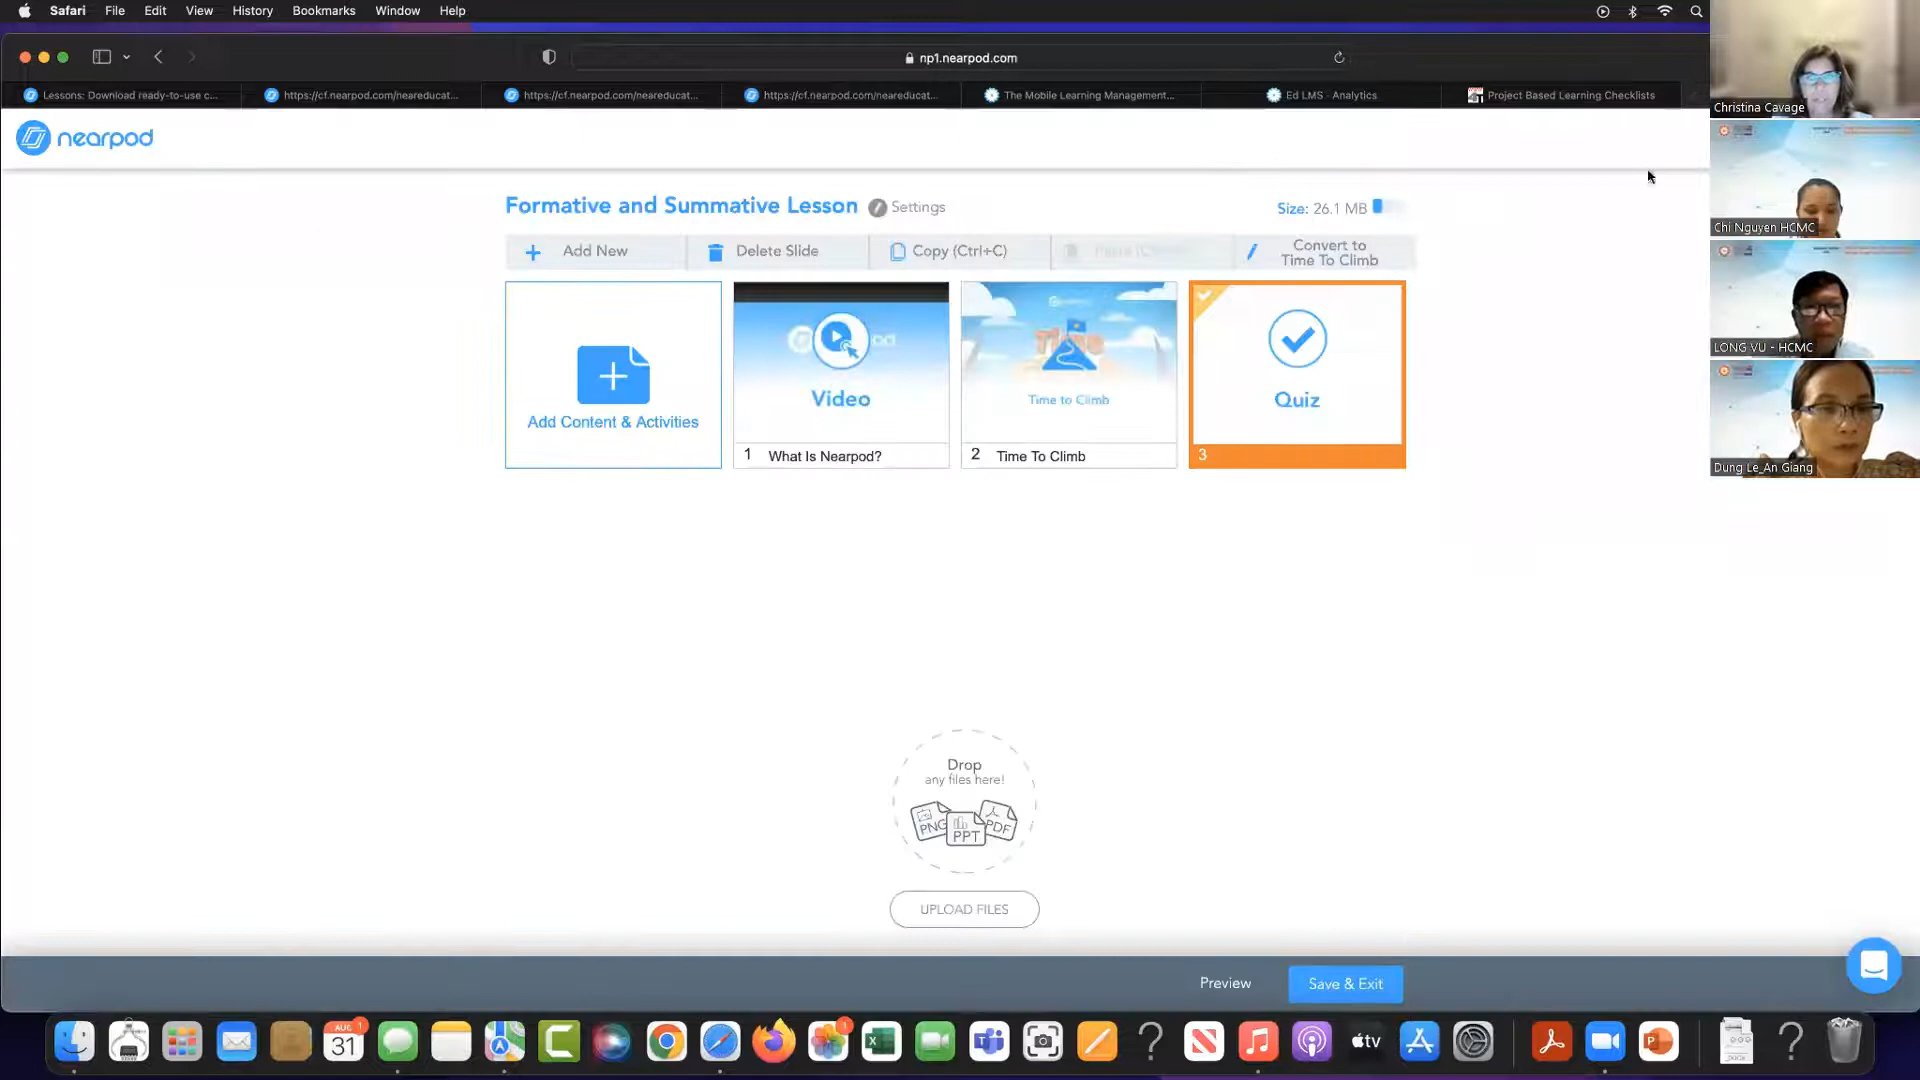 Safari File Edit View History Bookmarks Window Help
np1.nearpod.com
Lessons: Download ready-to-use c...
https://cf.nearpod.com/neareducat...
https://cf.nearpod.com/neareducat...
https://cf.nearpod.com/neareducat...
The Mobile Learning Management...
Ed LMS - Analytics
Project Based Learning Checklists
nearpod
Formative and Summative Lesson
Settings
Size: 26.1 MB
Add New
Delete Slide
Copy (Ctrl+C)
Convert to
Time To Climb
Add Content & Activities
Video
1 What Is Nearpod?
Time to Climb
2 Time To Climb
Quiz
3
Drop
any files here!
PNG
PPT
PDF
UPLOAD FILES
Preview
Save & Exit
Christina Cavage
Chi Nguyen HCMC
LONG VU - HCMC
Dung Le_An Giang
AUG
31
1
1
tv